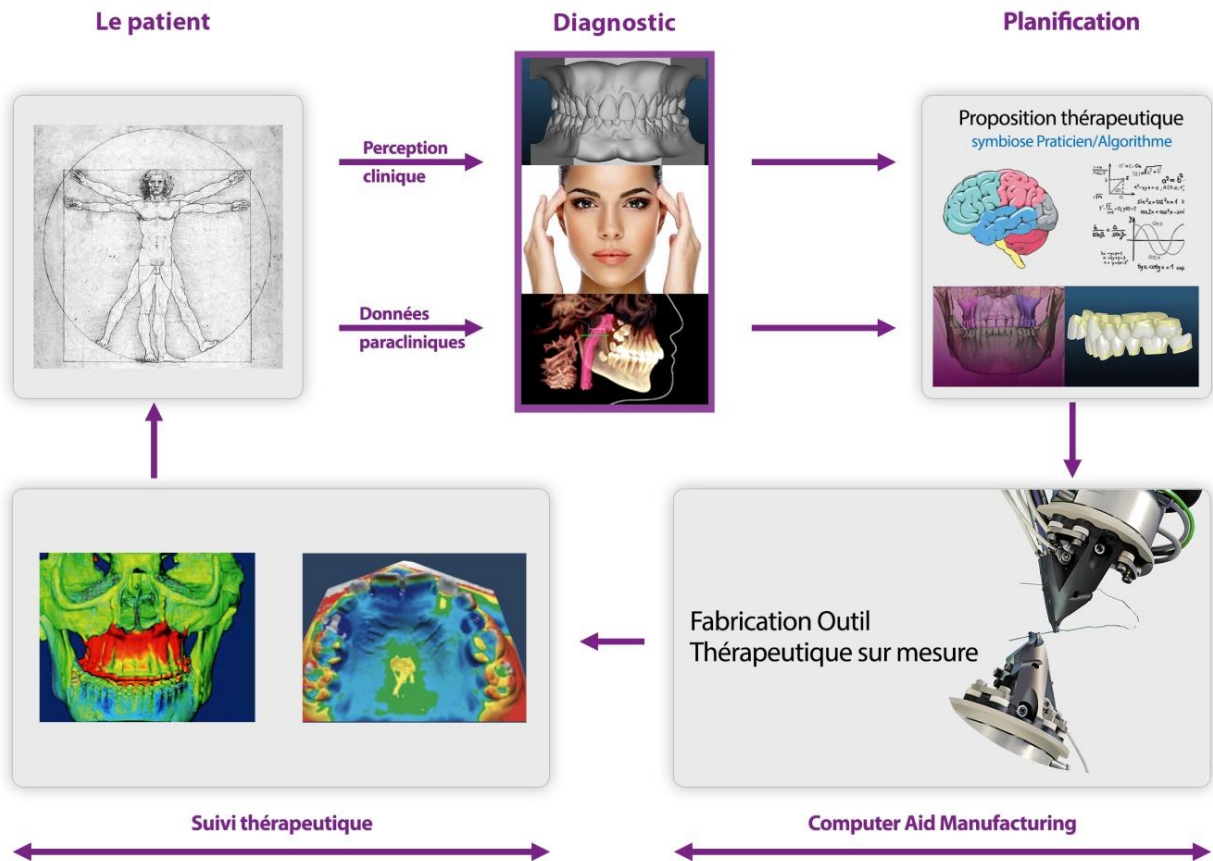 Le patient
Diagnostic
Planification
Perception
clinique
Données
paracliniques
Proposition thérapeutique
symbiose Praticien/Algorithme
Fabrication Outil
Thérapeutique sur mesure
Suivi thérapeutique
Computer Aid Manufacturing